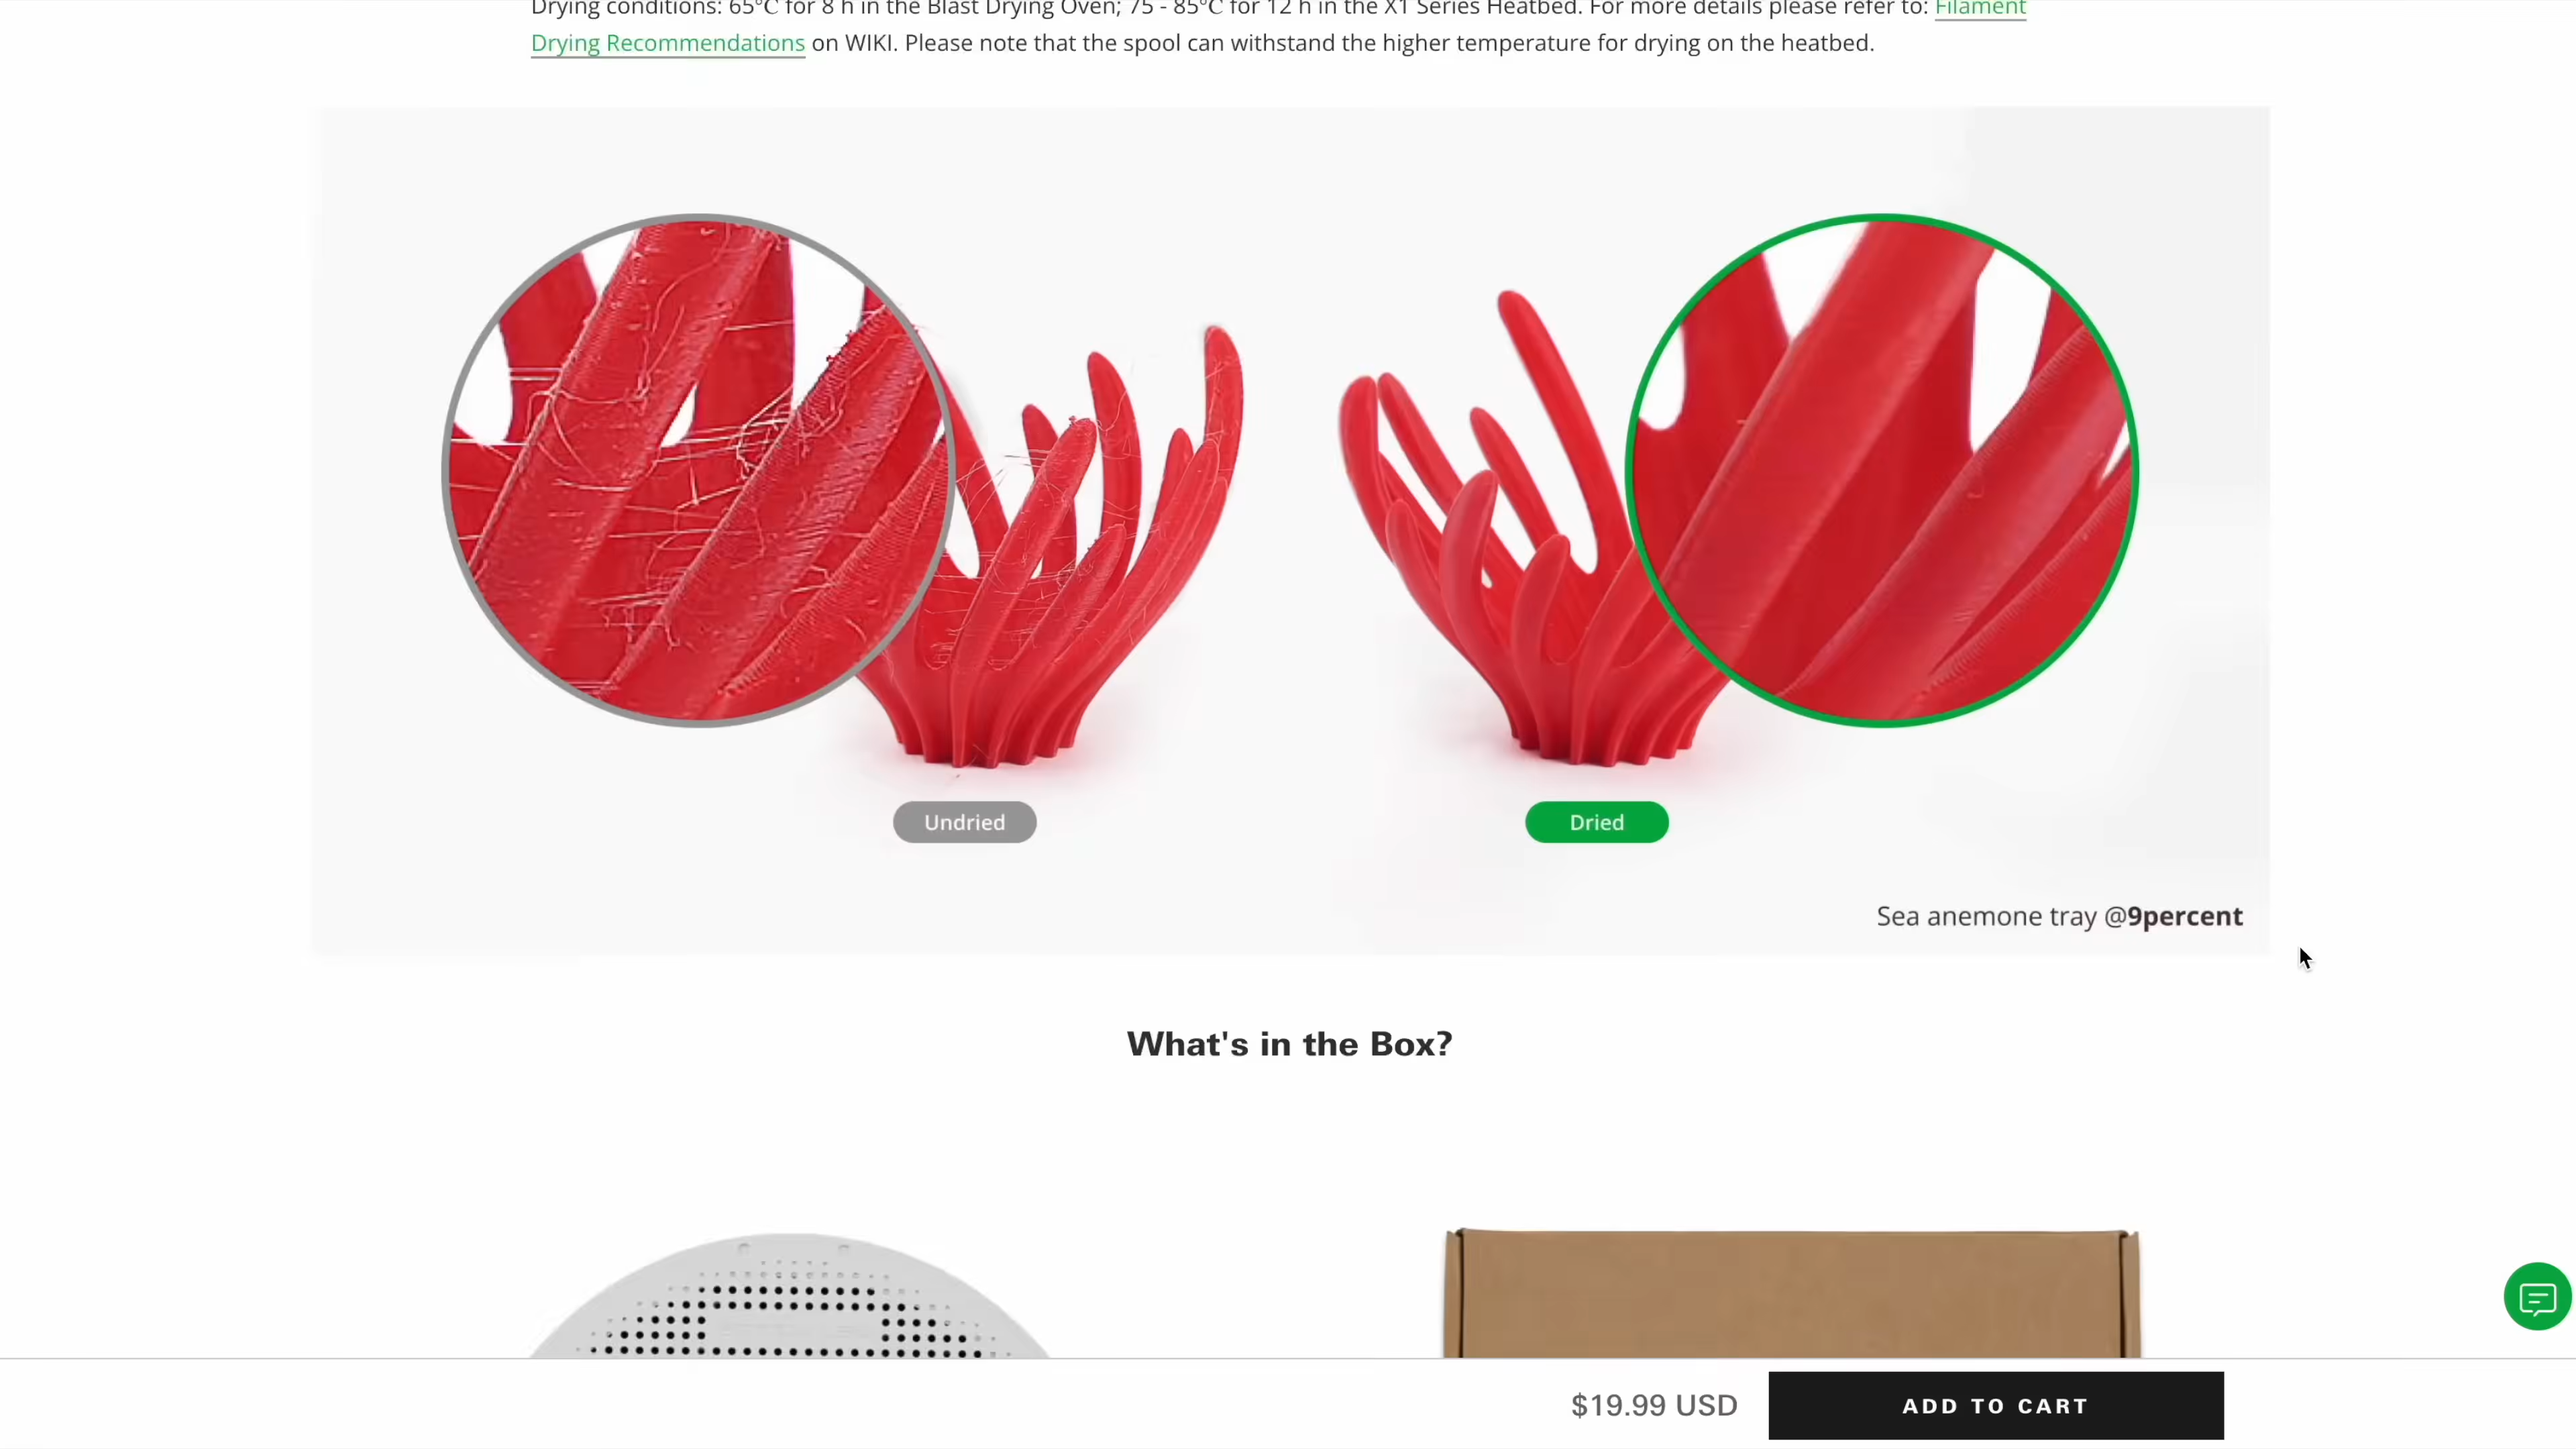 Drying conditions: 65℃ for 8 h in the Blast Drying Oven; 75 - 85℃ for 12 h in the X1 Series Heatbed. For more details please refer to: Filament
Drying Recommendations on WIKI. Please note that the spool can withstand the higher temperature for drying on the heatbed.
Undried
Dried
Sea anemone tray @9percent
What's in the Box?
$19.99 USD
ADD TO CART